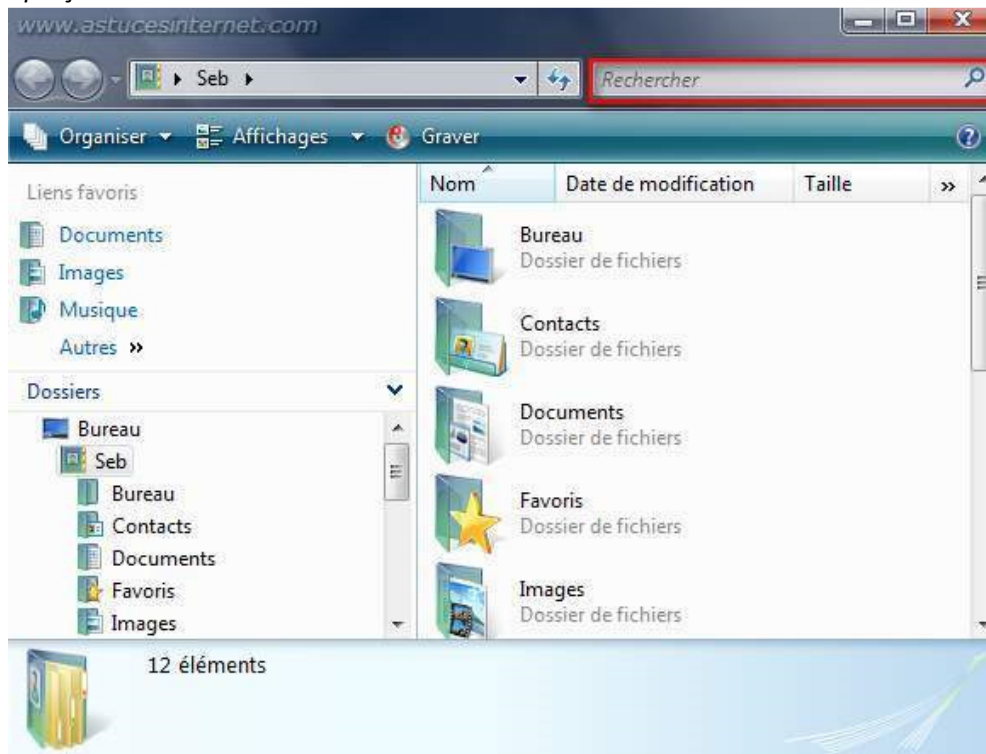 www.astucesinternet.com
Seb
Rechercher
Organiser
Affichages
Graver
Liens favoris
Documents
Images
Musique
Autres »
Dossiers
Bureau
Seb
Bureau
Contacts
Documents
Favoris
Images
Nom Date de modification Taille »
Bureau
Dossier de fichiers
Contacts
Dossier de fichiers
Documents
Dossier de fichiers
Favoris
Dossier de fichiers
Images
Dossier de fichiers
12 éléments